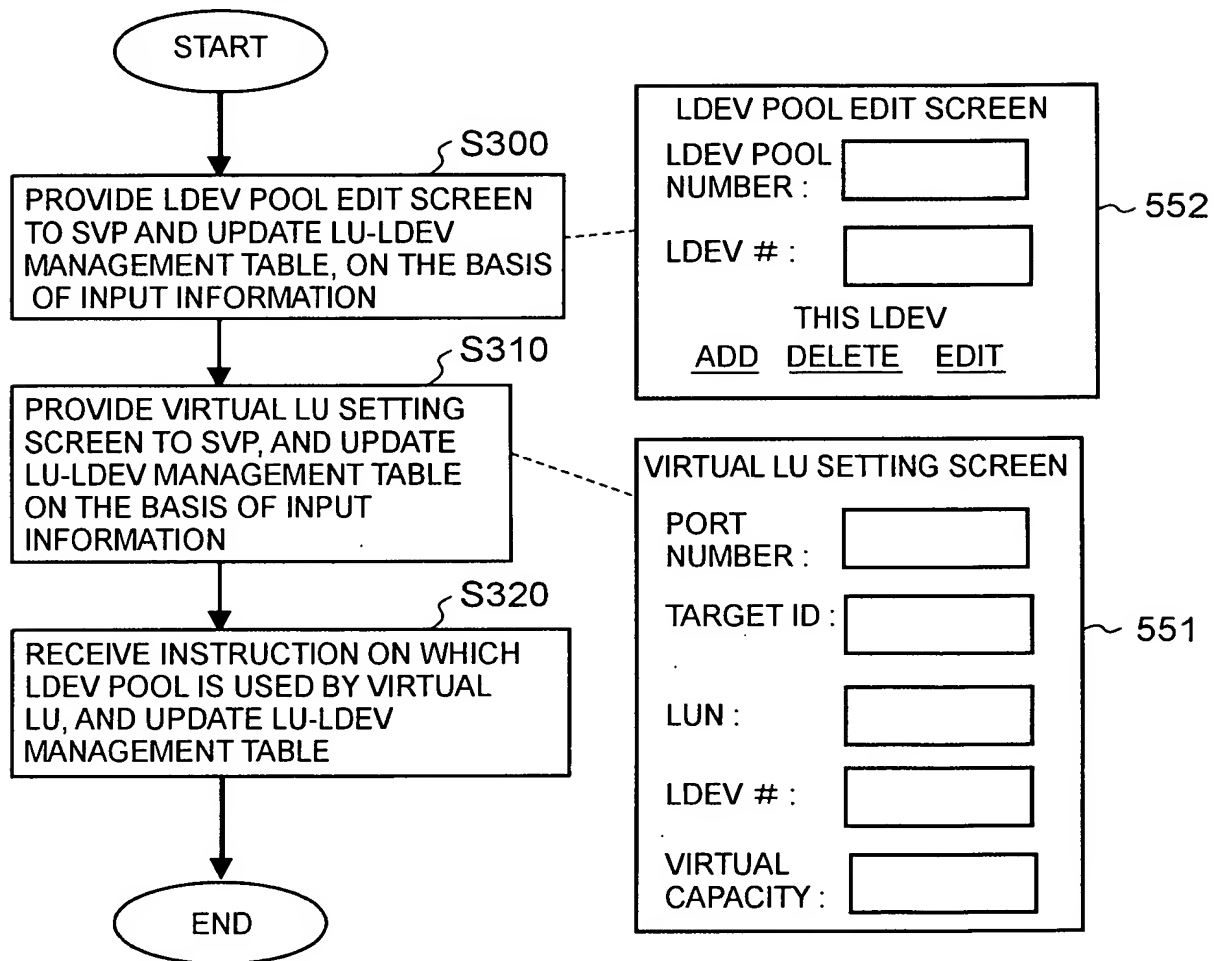 START
S300
PROVIDE LDEV POOL EDIT SCREEN
TO SVP AND UPDATE LU-LDEV
MANAGEMENT TABLE, ON THE BASIS
OF INPUT INFORMATION
S310
PROVIDE VIRTUAL LU SETTING
SCREEN TO SVP, AND UPDATE
LU-LDEV MANAGEMENT TABLE
ON THE BASIS OF INPUT
INFORMATION
S320
RECEIVE INSTRUCTION ON WHICH
LDEV POOL IS USED BY VIRTUAL
LU, AND UPDATE LU-LDEV
MANAGEMENT TABLE
END
LDEV POOL EDIT SCREEN
LDEV POOL
NUMBER :
LDEV # :
THIS LDEV
ADD DELETE EDIT
552
VIRTUAL LU SETTING SCREEN
PORT
NUMBER :
TARGET ID :
LUN :
LDEV # :
VIRTUAL
CAPACITY :
551